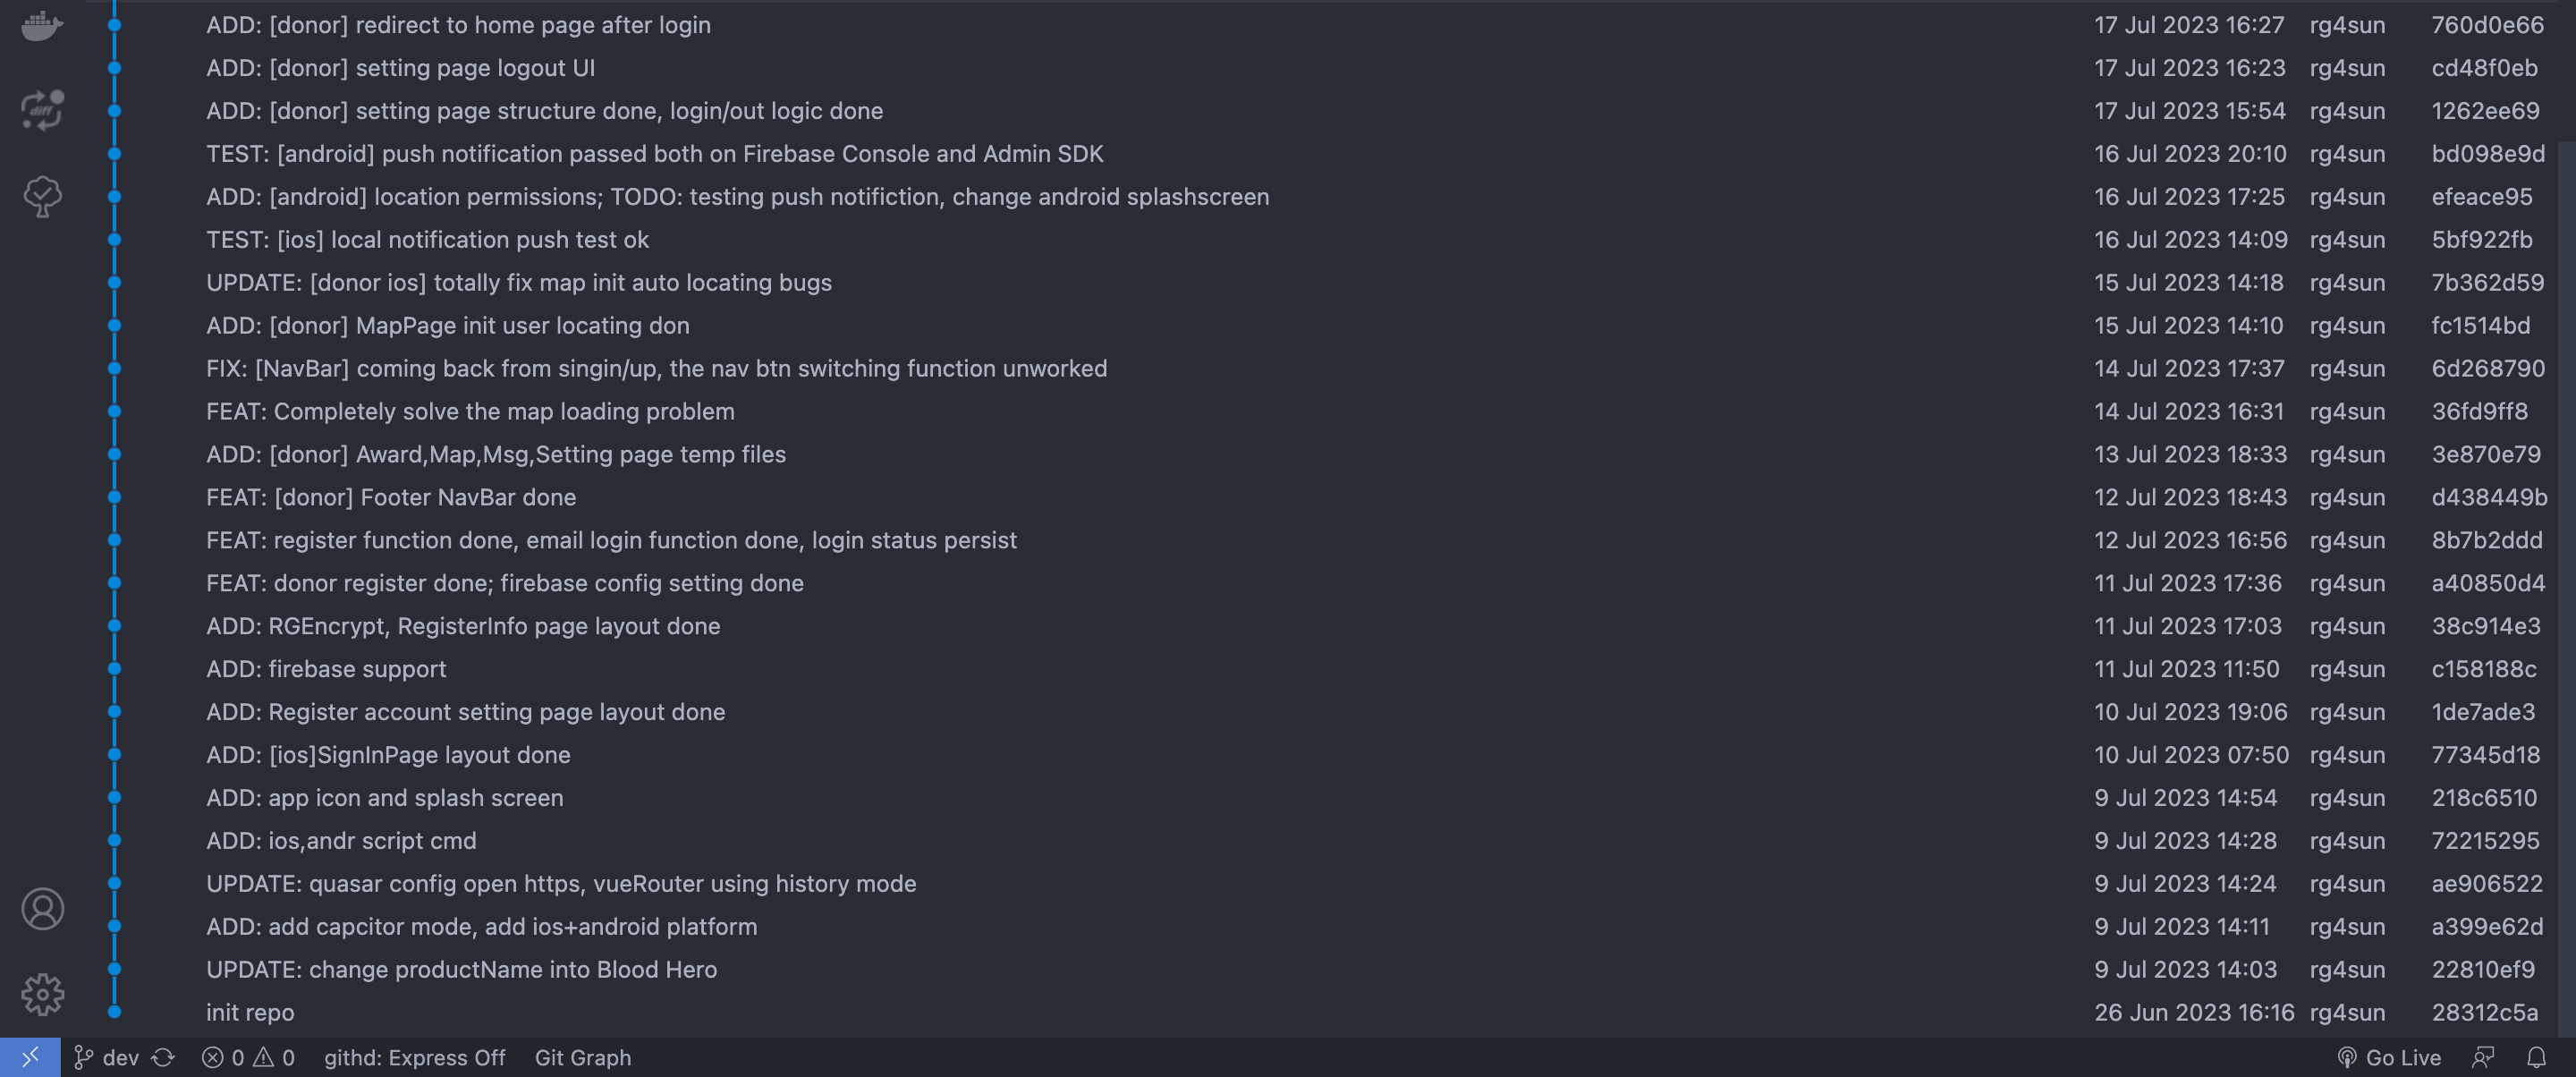 ADD: [donor] redirect to home page after login 17 Jul 2023 16:27 rg4sun 760d0e66
ADD: [donor] setting page logout UI 17 Jul 2023 16:23 rg4sun cd48f0eb
diff ADD: [donor] setting page structure done, login/out logic done 17 Jul 2023 15:54 rg4sun 1262ee69
TEST: [android] push notification passed both on Firebase Console and Admin SDK 16 Jul 2023 20:10 rg4sun bd098e9d
ADD: [android] location permissions; TODO: testing push notifiction, change android splashscreen 16 Jul 2023 17:25 rg4sun efeace95
TEST: [ios] local notification push test ok 16 Jul 2023 14:09 rg4sun 5bf922fb
UPDATE: [donor ios] totally fix map init auto locating bugs 15 Jul 2023 14:18 rg4sun 7b362d59
ADD: [donor] MapPage init user locating don 15 Jul 2023 14:10 rg4sun fc1514bd
FIX: [NavBar] coming back from singin/up, the nav btn switching function unworked 14 Jul 2023 17:37 rg4sun 6d268790
FEAT: Completely solve the map loading problem 14 Jul 2023 16:31 rg4sun 36fd9ff8
ADD: [donor] Award,Map,Msg,Setting page temp files 13 Jul 2023 18:33 rg4sun 3e870e79
FEAT: [donor] Footer NavBar done 12 Jul 2023 18:43 rg4sun d438449b
FEAT: register function done, email login function done, login status persist 12 Jul 2023 16:56 rg4sun 8b7b2ddd
FEAT: donor register done; firebase config setting done 11 Jul 2023 17:36 rg4sun a40850d4
ADD: RGEncrypt, RegisterInfo page layout done 11 Jul 2023 17:03 rg4sun 38c914e3
ADD: firebase support 11 Jul 2023 11:50 rg4sun c158188c
ADD: Register account setting page layout done 10 Jul 2023 19:06 rg4sun 1de7ade3
ADD: [ios]SignInPage layout done 10 Jul 2023 07:50 rg4sun 77345d18
ADD: app icon and splash screen 9 Jul 2023 14:54 rg4sun 218c6510
ADD: ios,andr script cmd 9 Jul 2023 14:28 rg4sun 72215295
UPDATE: quasar config open https, vueRouter using history mode 9 Jul 2023 14:24 rg4sun ae906522
ADD: add capcitor mode, add ios+android platform 9 Jul 2023 14:11 rg4sun a399e62d
UPDATE: change productName into Blood Hero 9 Jul 2023 14:03 rg4sun 22810ef9
init repo 26 Jun 2023 16:16 rg4sun 28312c5a
dev 0 0 githd: Express Off Git Graph Go Live